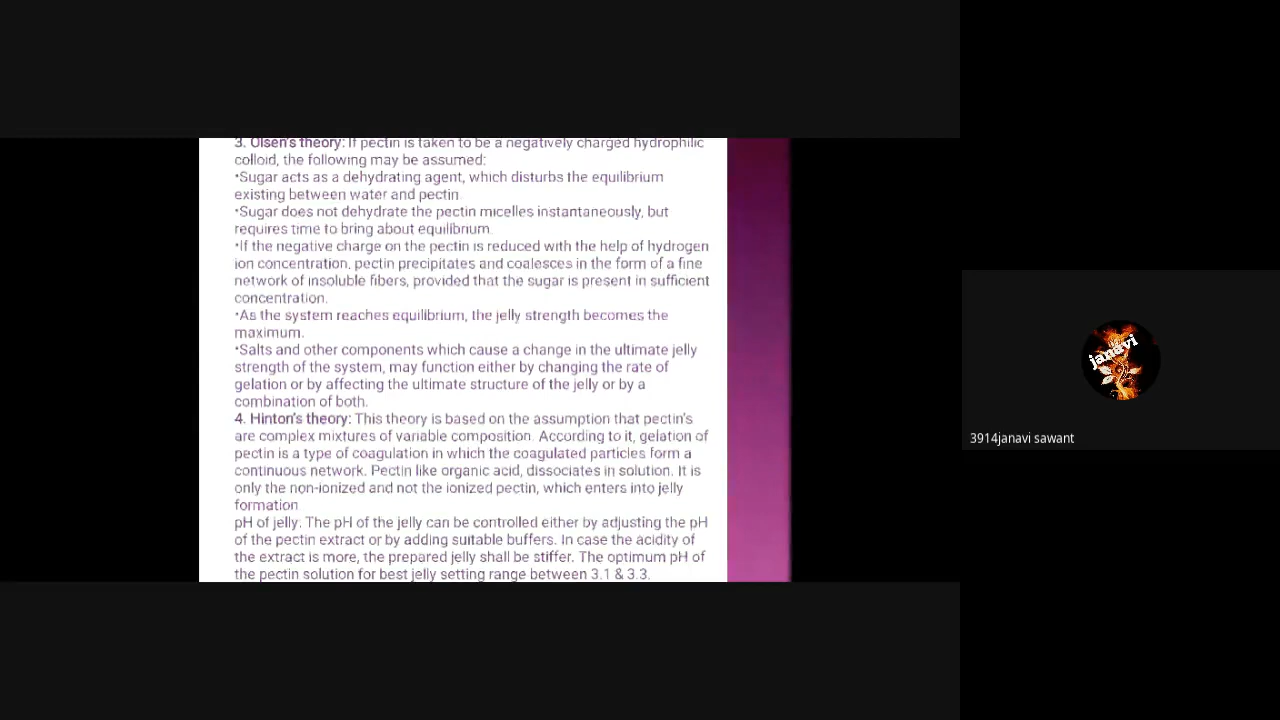 3. Olsen's theory: If pectin is taken to be a negatively charged hydrophilic
colloid, the following may be assumed:
•Sugar acts as a dehydrating agent, which disturbs the equilibrium
existing between water and pectin.
•Sugar does not dehydrate the pectin micelles instantaneously, but
requires time to bring about equilibrium.
•If the negative charge on the pectin is reduced with the help of hydrogen
ion concentration, pectin precipitates and coalesces in the form of a fine
network of insoluble fibers, provided that the sugar is present in sufficient
concentration.
•As the system reaches equilibrium, the jelly strength becomes the
maximum.
•Salts and other components which cause a change in the ultimate jelly
strength of the system, may function either by changing the rate of
gelation or by affecting the ultimate structure of the jelly or by a
combination of both.
4. Hinton's theory: This theory is based on the assumption that pectin's
are complex mixtures of variable composition. According to it, gelation of
pectin is a type of coagulation in which the coagulated particles form a
continuous network. Pectin like organic acid, dissociates in solution. It is
only the non-ionized and not the ionized pectin, which enters into jelly
formation
pH of jelly: The pH of the jelly can be controlled either by adjusting the pH
of the pectin extract or by adding suitable buffers. In case the acidity of
the extract is more, the prepared jelly shall be stiffer. The optimum pH of
the pectin solution for best jelly setting range between 3.1 & 3.3.
janavi
3914janavi sawant